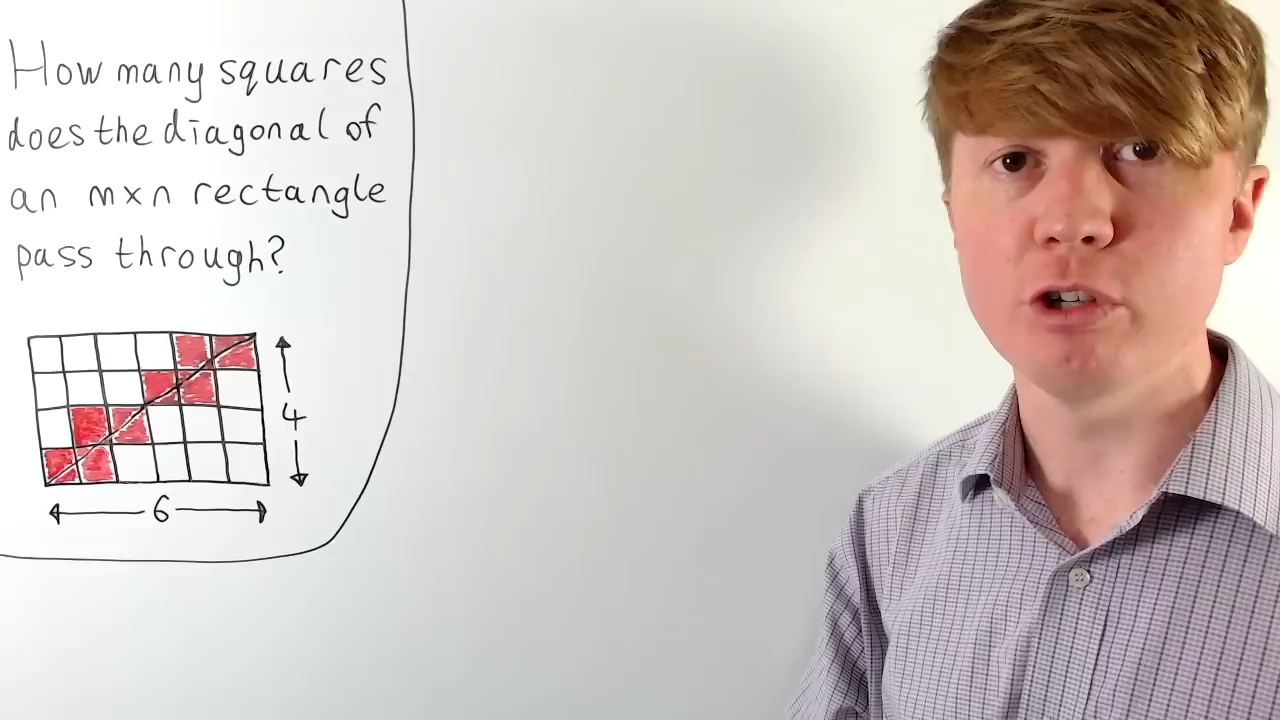 How many squares
does the diagonal of
an m×n rectangle
pass through?
4
6